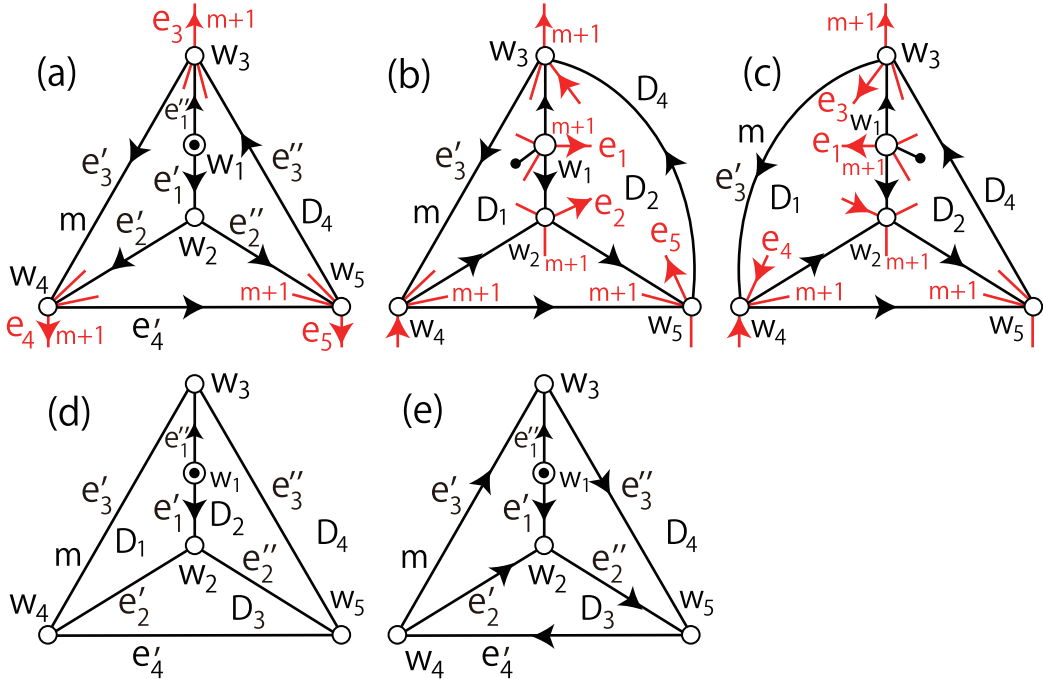 (a)
e₃
m+1
w₃
e₁″
w₁
e₃′
e₁′
e₃″
m
e₂′
e₂″
D₄
w₄
w₂
w₅
m+1
e₄
m+1
e₄′
e₅
(b)
m+1
w₃
D₄
m+1
e₁
e₃′
w₁
D₂
m
D₁
e₂
e₅
w₂
m+1
m+1
m+1
w₄
w₅
(c)
m+1
w₃
e₃
m
w₁
e₁
m+1
e₃′
D₄
D₁
D₂
e₄
w₂
m+1
m+1
m+1
w₄
w₅
(d)
w₃
e₁″
e₃′
w₁
e₃″
e₁′
D₂
m
D₁
D₄
w₂
e₂″
w₄
e₂′
D₃
w₅
e₄′
(e)
w₃
e₁″
e₃′
w₁
e₃″
e₁′
m
D₄
w₂
e₂″
e₂′
D₃
w₅
w₄
e₄′